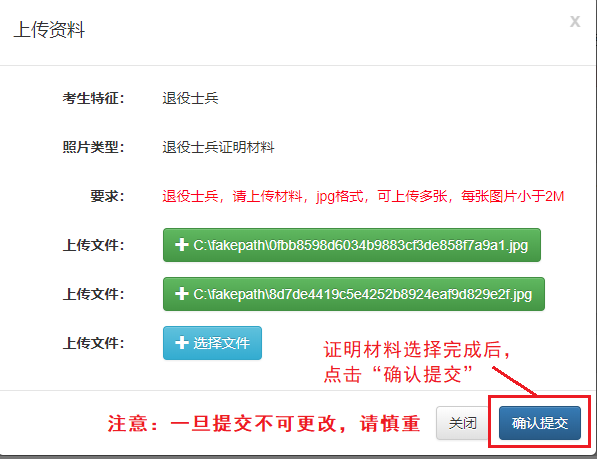 上传资料
x
考生特征：
退役士兵
照片类型：
退役士兵证明材料
要求：
退役士兵，请上传材料，jpg格式，可上传多张，每张图片小于2M
上传文件：
C:\fakepath\0fbb8598d6034b9883cf3de858f7a9a1.jpg
上传文件：
C:\fakepath\8d7de4419c5e4252b8924eaf9d829e2f.jpg
上传文件：
选择文件
证明材料选择完成后，
点击“确认提交”
注意：一旦提交不可更改，请慎重
关闭
确认提交